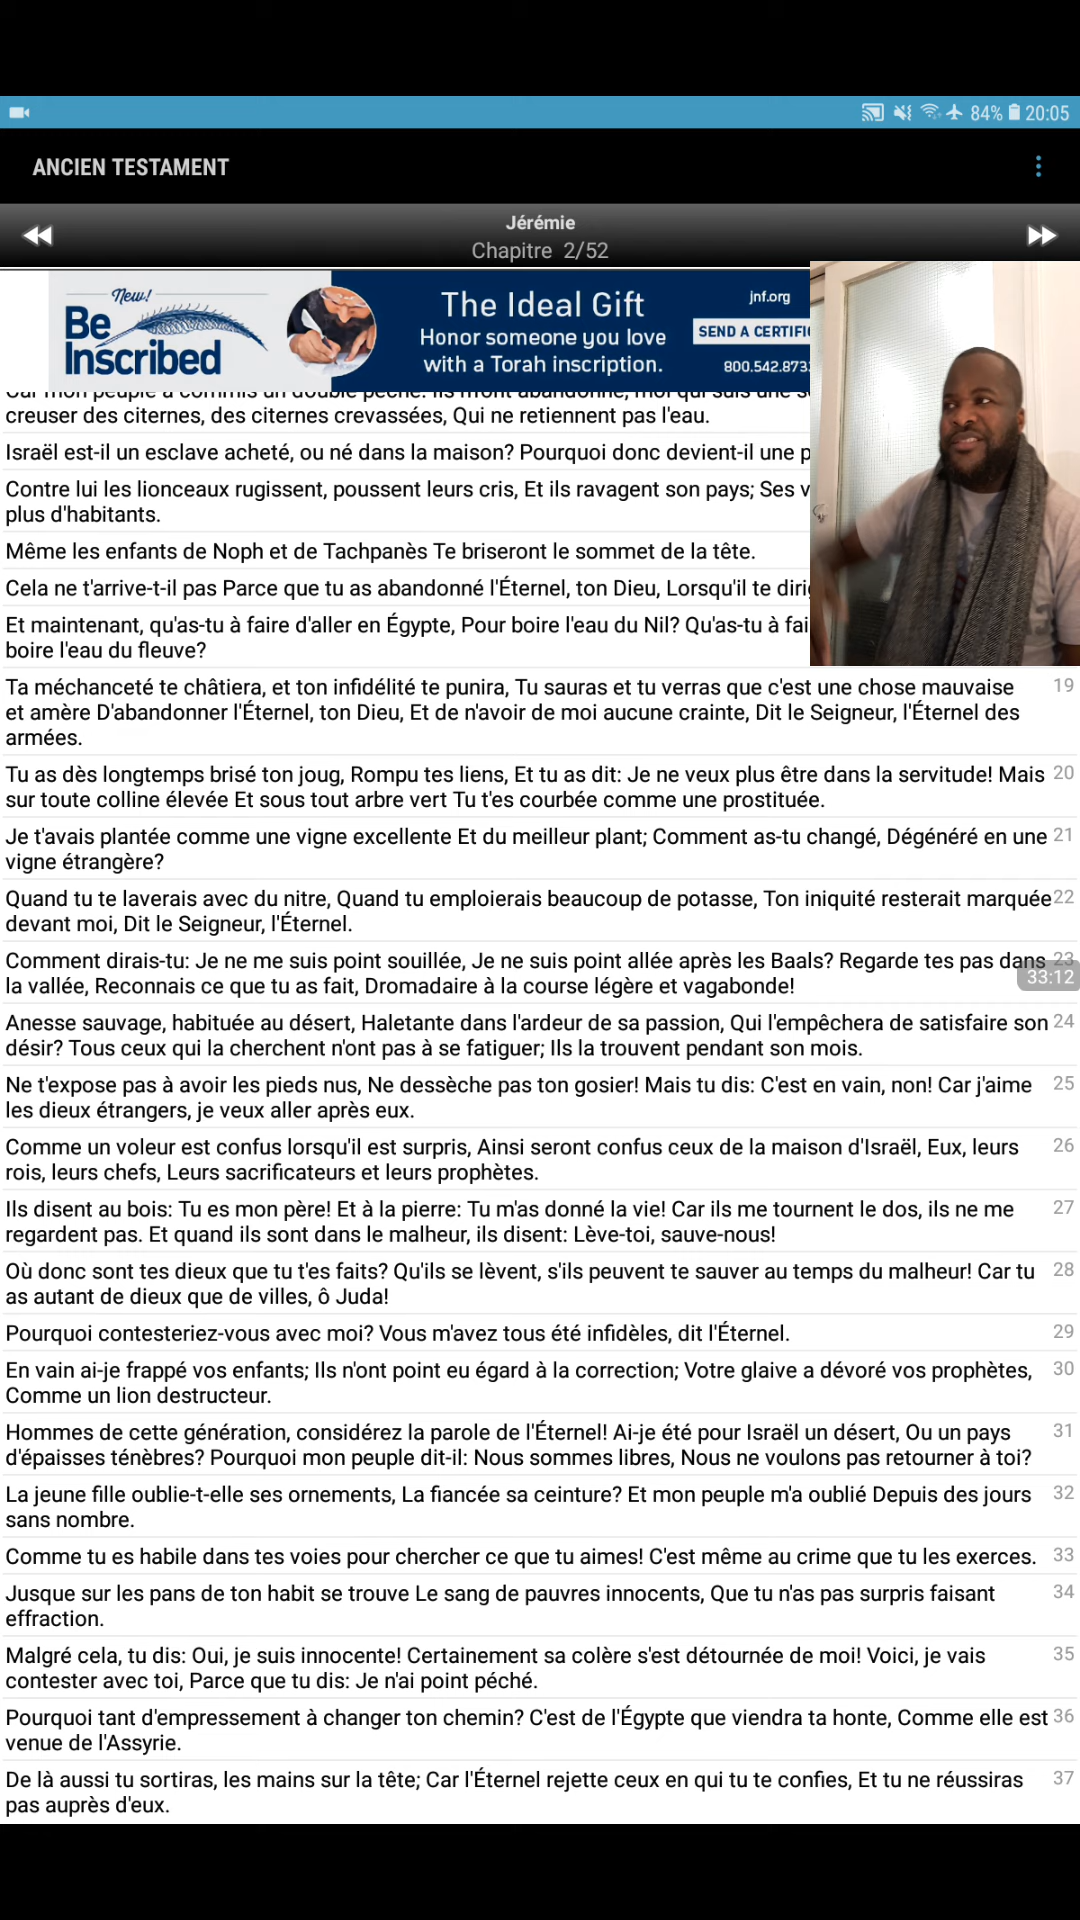 84% 20:05
ANCIEN TESTAMENT
Jérémie
Chapitre 2/52
New!
Be
Inscribed
The Ideal Gift
Honor someone you love
with a Torah inscription.
jnf.org
SEND A CERTIFI
800.542.873
Car mon peuple a commis un double péché: Ils m'ont abandonné, moi qui suis une
creuser des citernes, des citernes crevassées, Qui ne retiennent pas l'eau.
Israël est-il un esclave acheté, ou né dans la maison? Pourquoi donc devient-il une p
Contre lui les lionceaux rugissent, poussent leurs cris, Et ils ravagent son pays; Ses v
plus d'habitants.
Même les enfants de Noph et de Tachpanès Te briseront le sommet de la tête.
Cela ne t'arrive-t-il pas Parce que tu as abandonné l'Éternel, ton Dieu, Lorsqu'il te diri
Et maintenant, qu'as-tu à faire d'aller en Égypte, Pour boire l'eau du Nil? Qu'as-tu à fai
boire l'eau du fleuve?
Ta méchanceté te châtiera, et ton infidélité te punira, Tu sauras et tu verras que c'est une chose mauvaise 19
et amère D'abandonner l'Éternel, ton Dieu, Et de n'avoir de moi aucune crainte, Dit le Seigneur, l'Éternel des
armées.
Tu as dès longtemps brisé ton joug, Rompu tes liens, Et tu as dit: Je ne veux plus être dans la servitude! Mais 20
sur toute colline élevée Et sous tout arbre vert Tu t'es courbée comme une prostituée.
Je t'avais plantée comme une vigne excellente Et du meilleur plant; Comment as-tu changé, Dégénéré en une 21
vigne étrangère?
Quand tu te laverais avec du nitre, Quand tu emploierais beaucoup de potasse, Ton iniquité resterait marquée 22
devant moi, Dit le Seigneur, l'Éternel.
Comment dirais-tu: Je ne me suis point souillée, Je ne suis point allée après les Baals? Regarde tes pas dans 23
la vallée, Reconnais ce que tu as fait, Dromadaire à la course légère et vagabonde!
33:12
Anesse sauvage, habituée au désert, Haletante dans l'ardeur de sa passion, Qui l'empêchera de satisfaire son 24
désir? Tous ceux qui la cherchent n'ont pas à se fatiguer; Ils la trouvent pendant son mois.
Ne t'expose pas à avoir les pieds nus, Ne dessèche pas ton gosier! Mais tu dis: C'est en vain, non! Car j'aime 25
les dieux étrangers, je veux aller après eux.
Comme un voleur est confus lorsqu'il est surpris, Ainsi seront confus ceux de la maison d'Israël, Eux, leurs 26
rois, leurs chefs, Leurs sacrificateurs et leurs prophètes.
Ils disent au bois: Tu es mon père! Et à la pierre: Tu m'as donné la vie! Car ils me tournent le dos, ils ne me 27
regardent pas. Et quand ils sont dans le malheur, ils disent: Lève-toi, sauve-nous!
Où donc sont tes dieux que tu t'es faits? Qu'ils se lèvent, s'ils peuvent te sauver au temps du malheur! Car tu 28
as autant de dieux que de villes, ô Juda!
Pourquoi contesteriez-vous avec moi? Vous m'avez tous été infidèles, dit l'Éternel. 29
En vain ai-je frappé vos enfants; Ils n'ont point eu égard à la correction; Votre glaive a dévoré vos prophètes, 30
Comme un lion destructeur.
Hommes de cette génération, considérez la parole de l'Éternel! Ai-je été pour Israël un désert, Ou un pays 31
d'épaisses ténèbres? Pourquoi mon peuple dit-il: Nous sommes libres, Nous ne voulons pas retourner à toi?
La jeune fille oublie-t-elle ses ornements, La fiancée sa ceinture? Et mon peuple m'a oublié Depuis des jours 32
sans nombre.
Comme tu es habile dans tes voies pour chercher ce que tu aimes! C'est même au crime que tu les exerces. 33
Jusque sur les pans de ton habit se trouve Le sang de pauvres innocents, Que tu n'as pas surpris faisant 34
effraction.
Malgré cela, tu dis: Oui, je suis innocente! Certainement sa colère s'est détournée de moi! Voici, je vais 35
contester avec toi, Parce que tu dis: Je n'ai point péché.
Pourquoi tant d'empressement à changer ton chemin? C'est de l'Égypte que viendra ta honte, Comme elle est 36
venue de l'Assyrie.
De là aussi tu sortiras, les mains sur la tête; Car l'Éternel rejette ceux en qui tu te confies, Et tu ne réussiras 37
pas auprès d'eux.